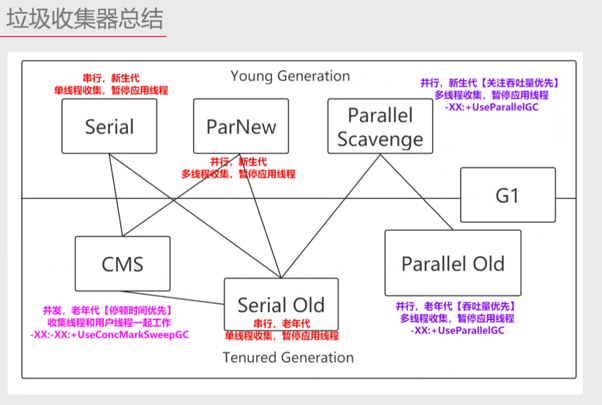 垃圾收集器总结
Young Generation
串行，新生代
单线程收集，暂停应用线程
并行，新生代【关注吞吐量优先】
多线程收集，暂停应用线程
-XX:+UseParallelGC
Serial
ParNew
Parallel
Scavenge
并行，新生代
多线程收集，暂停应用线程
G1
CMS
Serial Old
Parallel Old
并发，老年代【停顿时间优先】
收集线程和用户线程一起工作
-XX:-XX:+UseConcMarkSweepGC
串行，老年代
单线程收集，暂停应用线程
并行，老年代【吞吐量优先】
多线程收集，暂停应用线程
-XX:+UseParallelGC
Tenured Generation